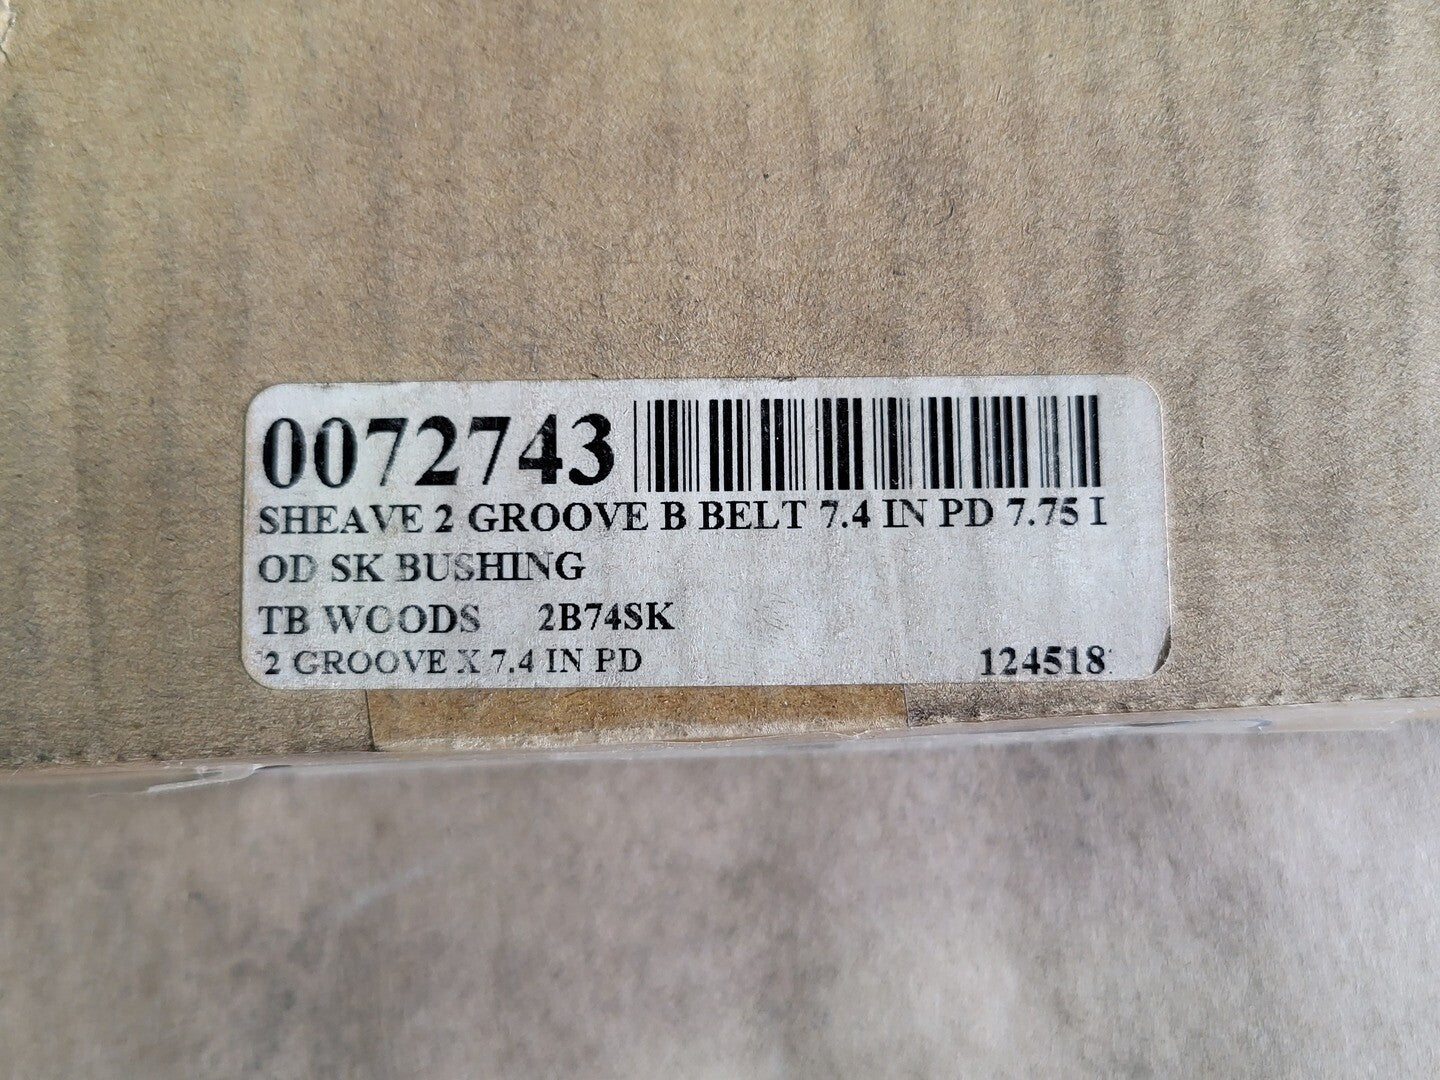 0072743
SHEAVE 2 GROOVE B BELT 7.4 IN PD 7.75 I
OD SK BUSHING
TB WOODS 2B74SK
2 GROOVE X 7.4 IN PD 124518